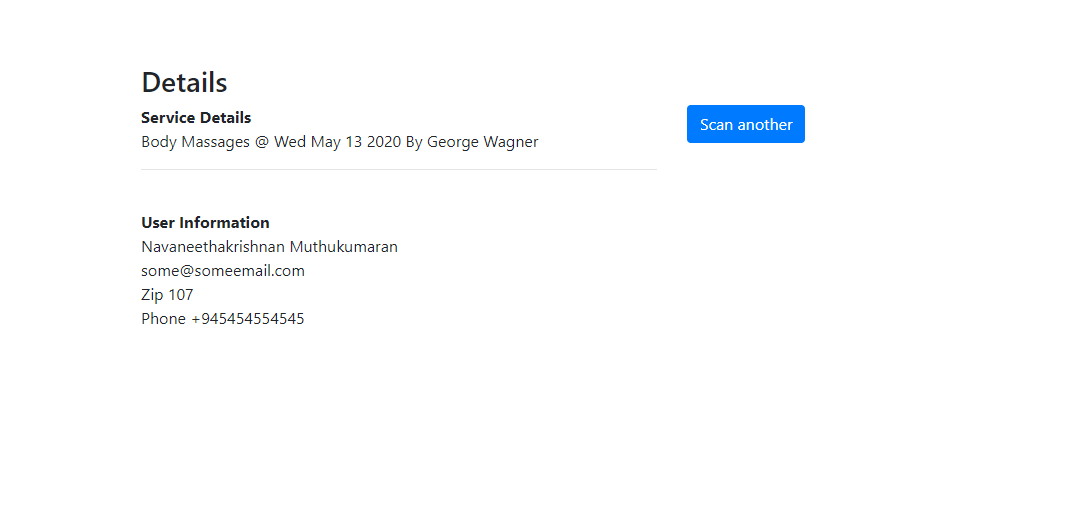 Details
Service Details
Scan another
Body Massages @ Wed May 13 2020 By George Wagner
User Information
Navaneethakrishnan Muthukumaran
some@someemail.com
Zip 107
Phone +945454554545